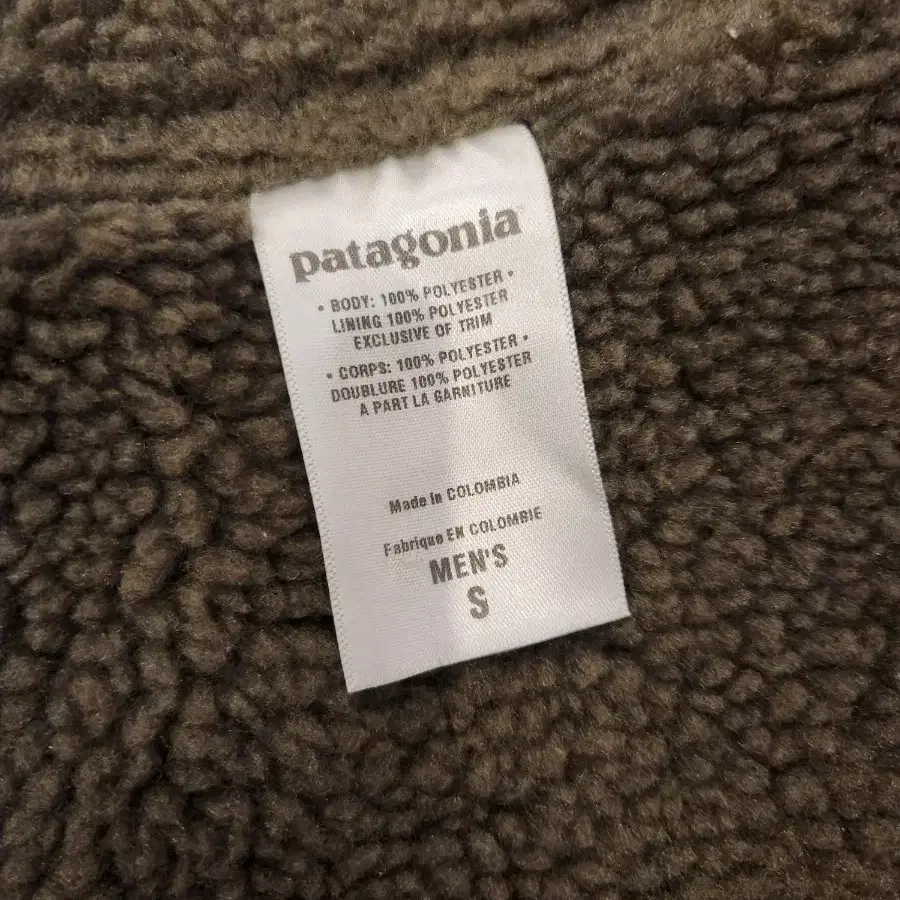 patagonia
• BODY: 100% POLYESTER •
LINING 100% POLYESTER
EXCLUSIVE OF TRIM
• CORPS: 100% POLYESTER •
DOUBLURE 100% POLYESTER
A PART LA GARNITURE
Made In COLOMBIA
Fabrique EN COLOMBIE
MEN'S
S